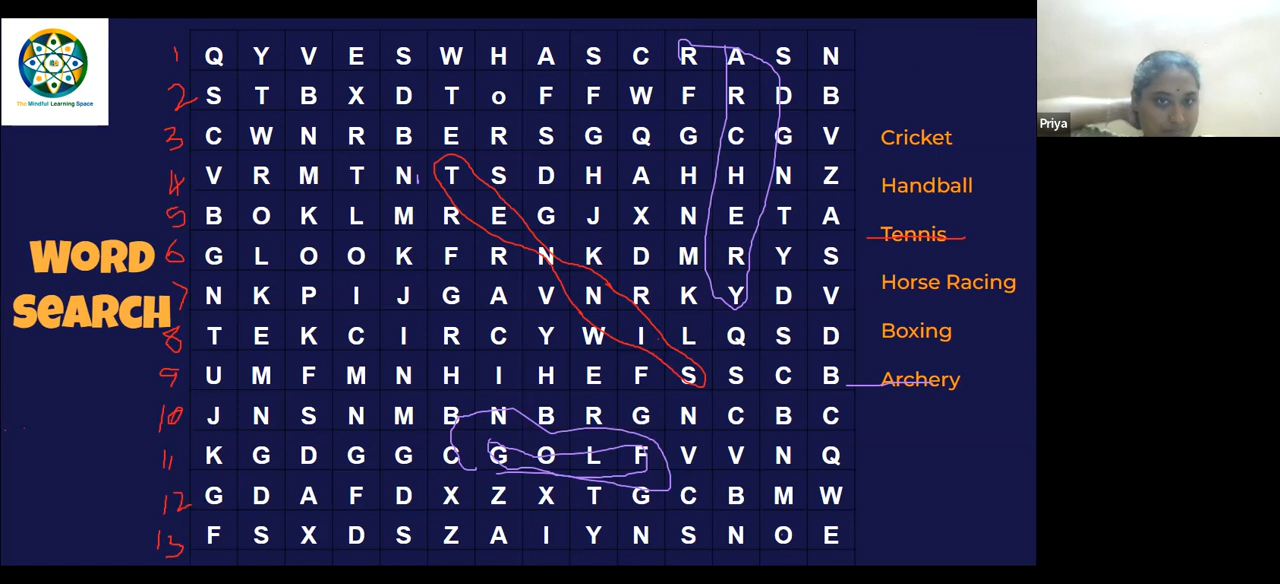 The Mindful Learning Space
WORD
SEARCH
1 Q Y V E S W H A S C R A S N
2 S T B X D T o F F W F R D B
3 C W N R B E R S G Q G C G V
4 V R M T N T S D H A H H N Z
5 B O K L M R E G J X N E T A
6 G L O O K F R N K D M R Y S
7 N K P I J G A V N R K Y D V
8 T E K C I R C Y W I L Q S D
9 U M F M N H I H E F S S C B
10 J N S N M B N B R G N C B C
11 K G D G G C G O L F V V N Q
12 G D A F D X Z X T G C B M W
13 F S X D S Z A I Y N S N O E
Priya
Cricket
Handball
Tennis
Horse Racing
Boxing
Archery